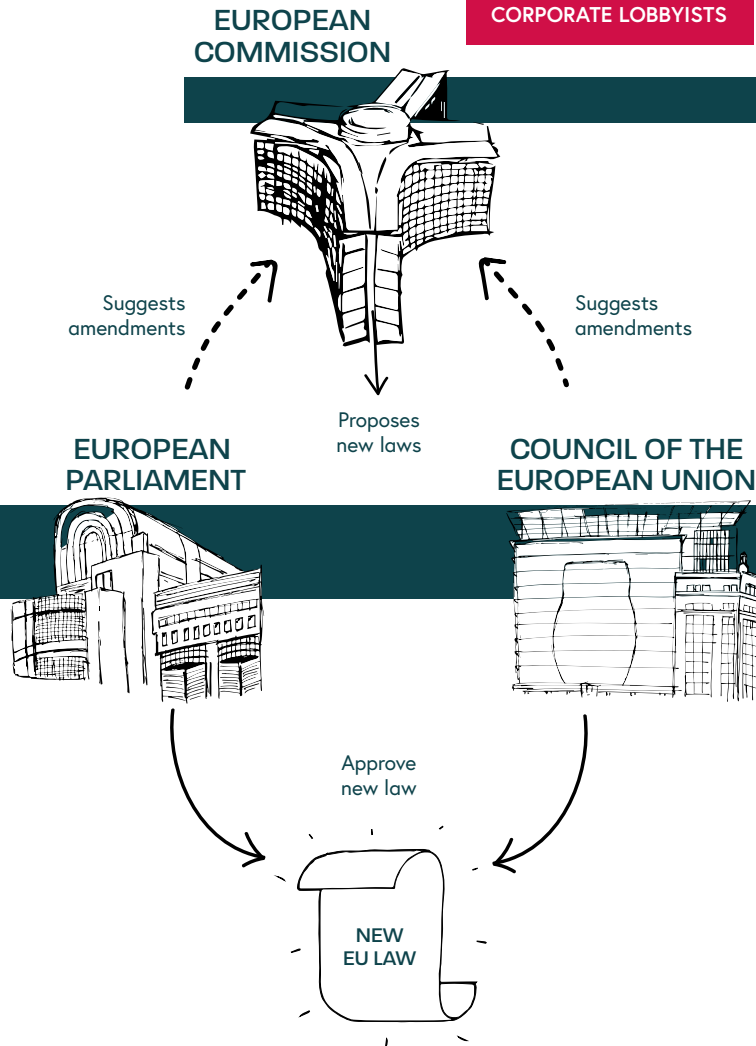 EUROPEAN
COMMISSION
CORPORATE LOBBYISTS
Suggests
amendments
Suggests
amendments
Proposes
new laws
EUROPEAN
PARLIAMENT
COUNCIL OF THE
EUROPEAN UNION
Approve
new law
NEW
EU LAW